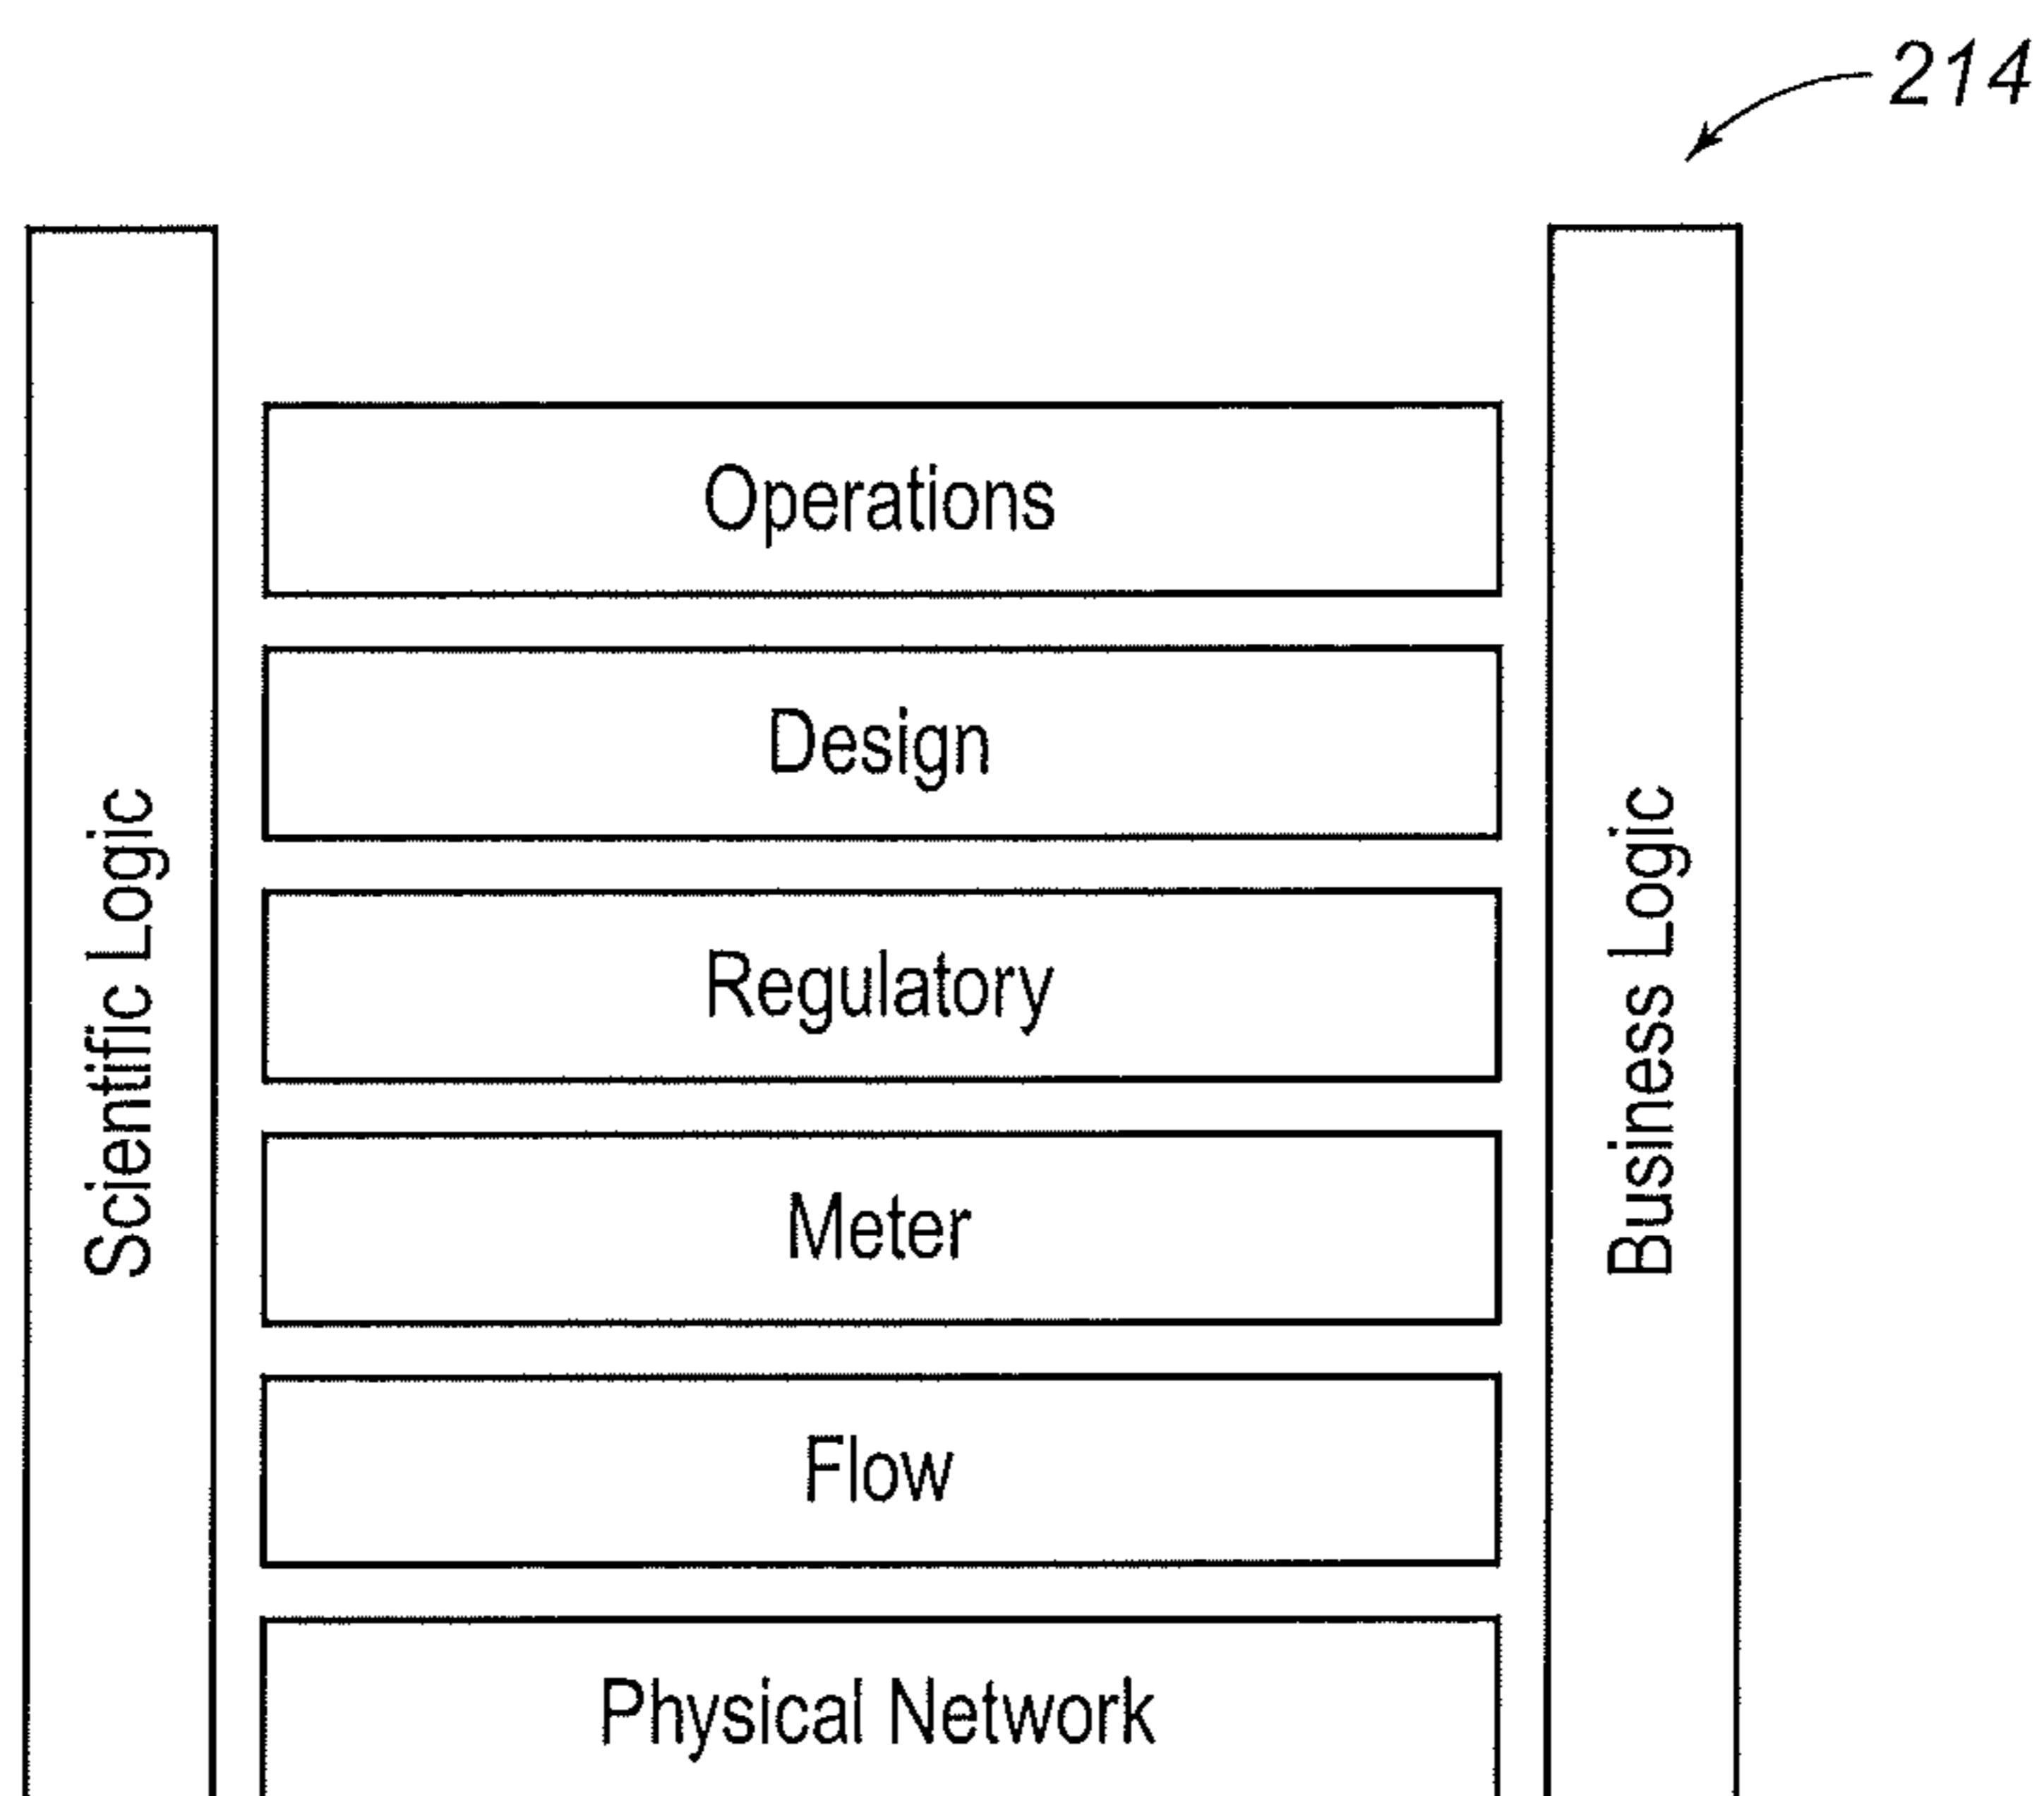 214
Scientific Logic
Operations
Design
Regulatory
Meter
Flow
Physical Network
Business Logic